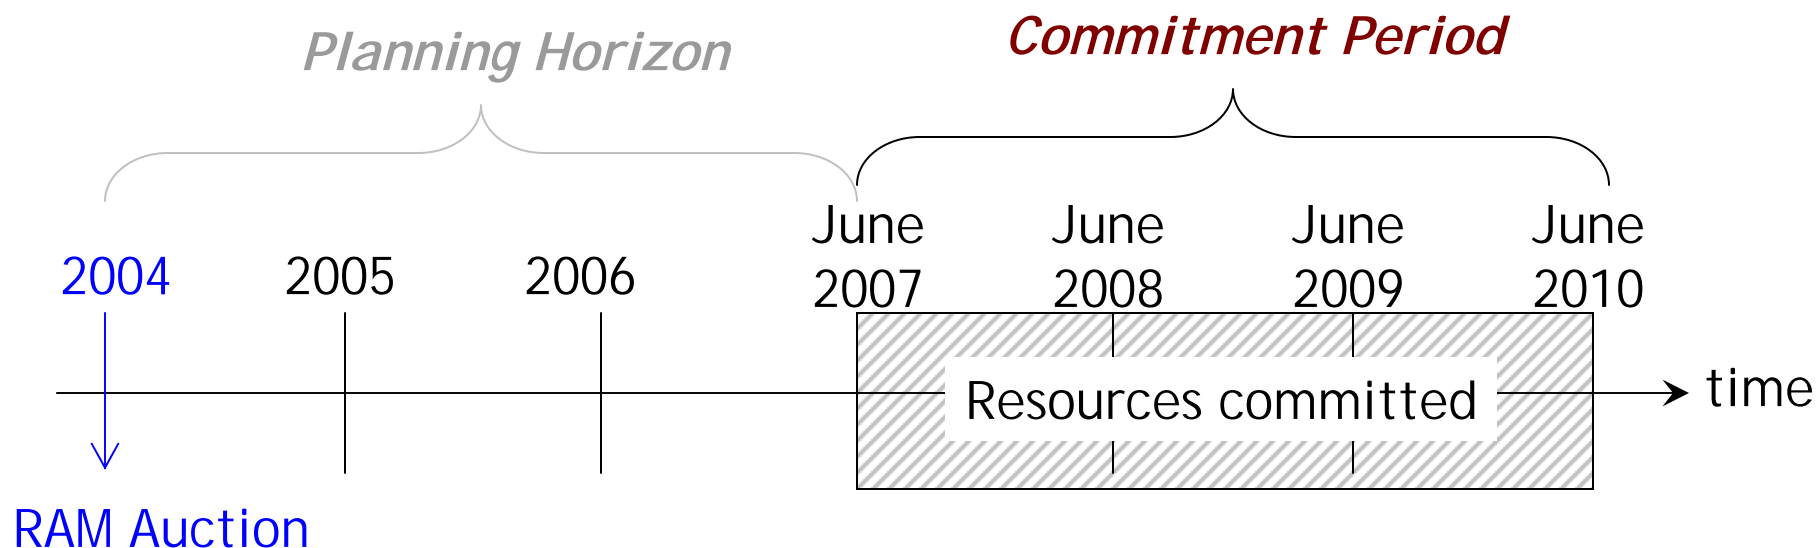 Planning Horizon
Commitment Period
2004
2005
2006
June
2007
June
2008
June
2009
June
2010
Resources committed
time
RAM Auction